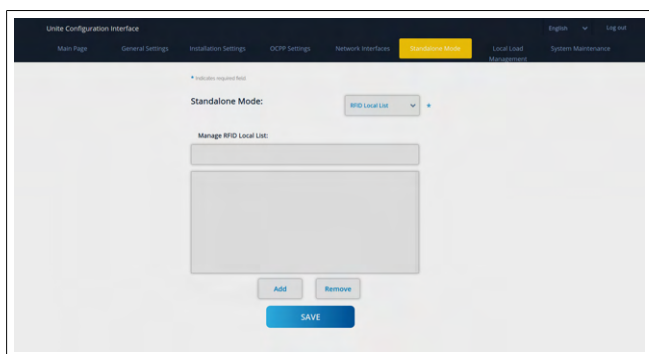 Unite Configuration Interface
English
Log out
Main Page
General Settings
Installation Settings
OCPP Settings
Network Interfaces
Standalone Mode
Local Load
Management
System Maintenance
* Indicates required field.
Standalone Mode:
RFID Local List
*
Manage RFID Local List:
Add
Remove
SAVE